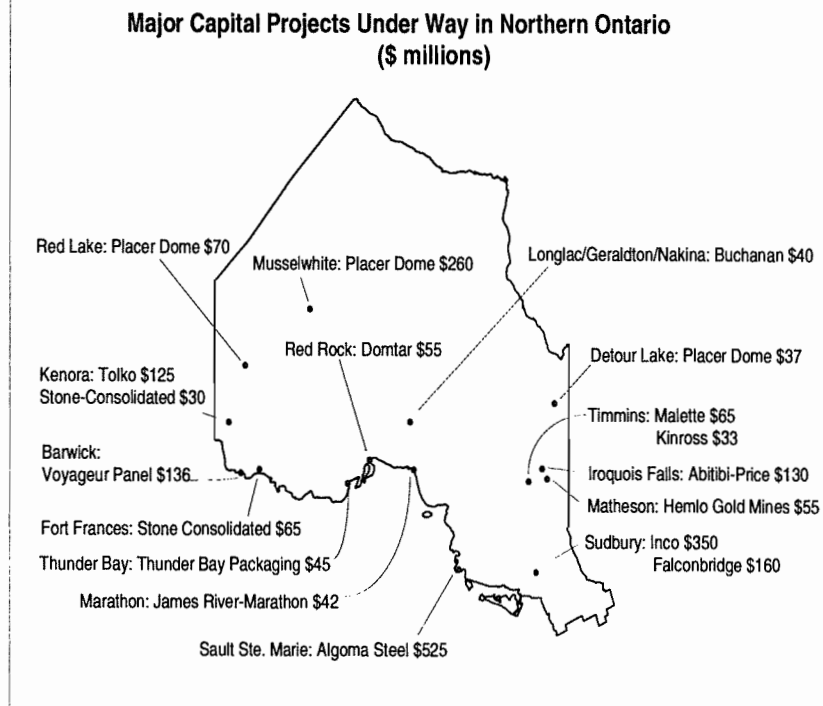 Major Capital Projects Under Way in Northern Ontario
($ millions)
Red Lake: Placer Dome $70
Musselwhite: Placer Dome $260
Longlac/Geraldton/Nakina: Buchanan $40
Red Rock: Domtar $55
Detour Lake: Placer Dome $37
Kenora: Tolko $125
Stone-Consolidated $30
Timmins: Malette $65
Kinross $33
Barwick:
Voyageur Panel $136
Iroquois Falls: Abitibi-Price $130
Matheson: Hemlo Gold Mines $55
Fort Frances: Stone Consolidated $65
Sudbury: Inco $350
Falconbridge $160
Thunder Bay: Thunder Bay Packaging $45
Marathon: James River-Marathon $42
Sault Ste. Marie: Algoma Steel $525